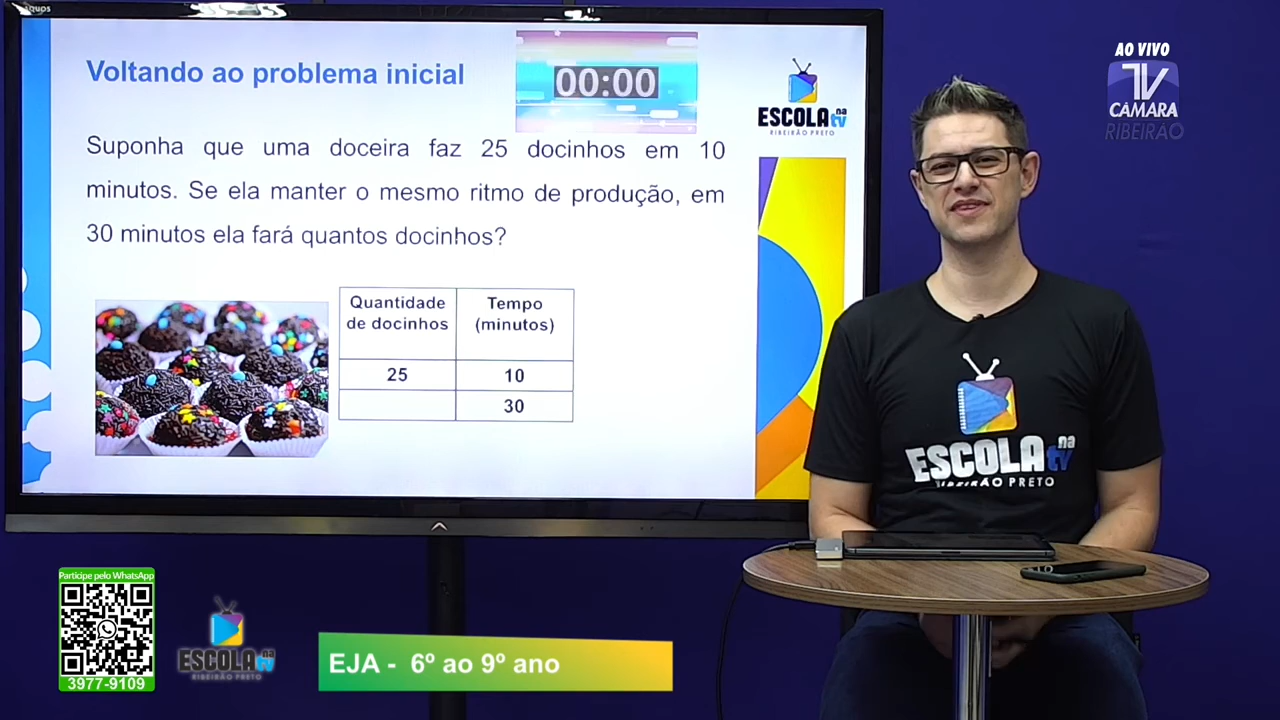 Voltando ao problema inicial
00:00
ESCOLA na tv
RIBEIRÃO PRETO
Suponha que uma doceira faz 25 docinhos em 10
minutos. Se ela manter o mesmo ritmo de produção, em
30 minutos ela fará quantos docinhos?
Quantidade de docinhos
Tempo (minutos)
25 10
30
AO VIVO
TV
CÂMARA
RIBEIRÃO
ESCOLA na tv
RIBEIRÃO PRETO
Participe pelo WhatsApp
3977-9109
ESCOLA na tv
RIBEIRÃO PRETO
EJA - 6º ao 9º ano